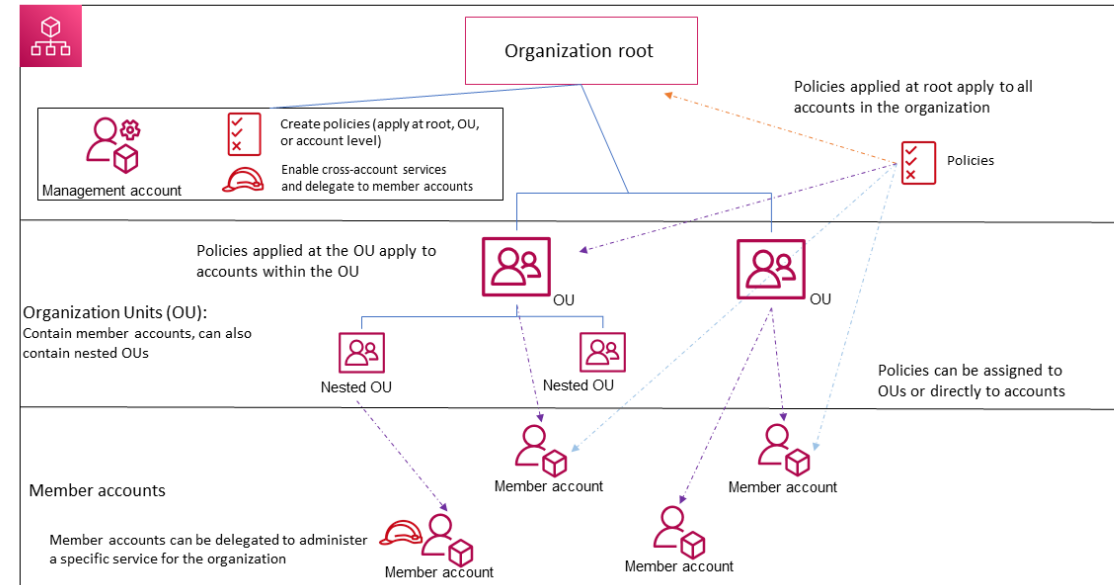 Organization root
Policies applied at root apply to all
accounts in the organization
Create policies (apply at root, OU,
or account level)
Enable cross-account services
and delegate to member accounts
Management account
Policies
Policies applied at the OU apply to
accounts within the OU
OU
OU
Organization Units (OU):
Contain member accounts, can also
contain nested OUs
Nested OU
Nested OU
Policies can be assigned to
OUs or directly to accounts
Member account
Member account
Member accounts
Member accounts can be delegated to administer
a specific service for the organization
Member account
Member account